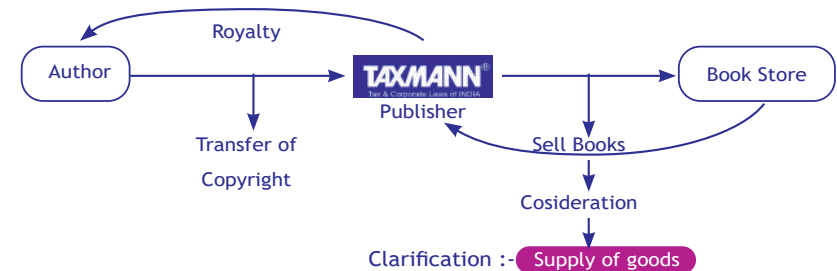 Royalty
Author
TAXMANN®
Tax & Corporate Laws of INDIA
Publisher
Book Store
Transfer of
Copyright
Sell Books
Cosideration
Clarification :- Supply of goods